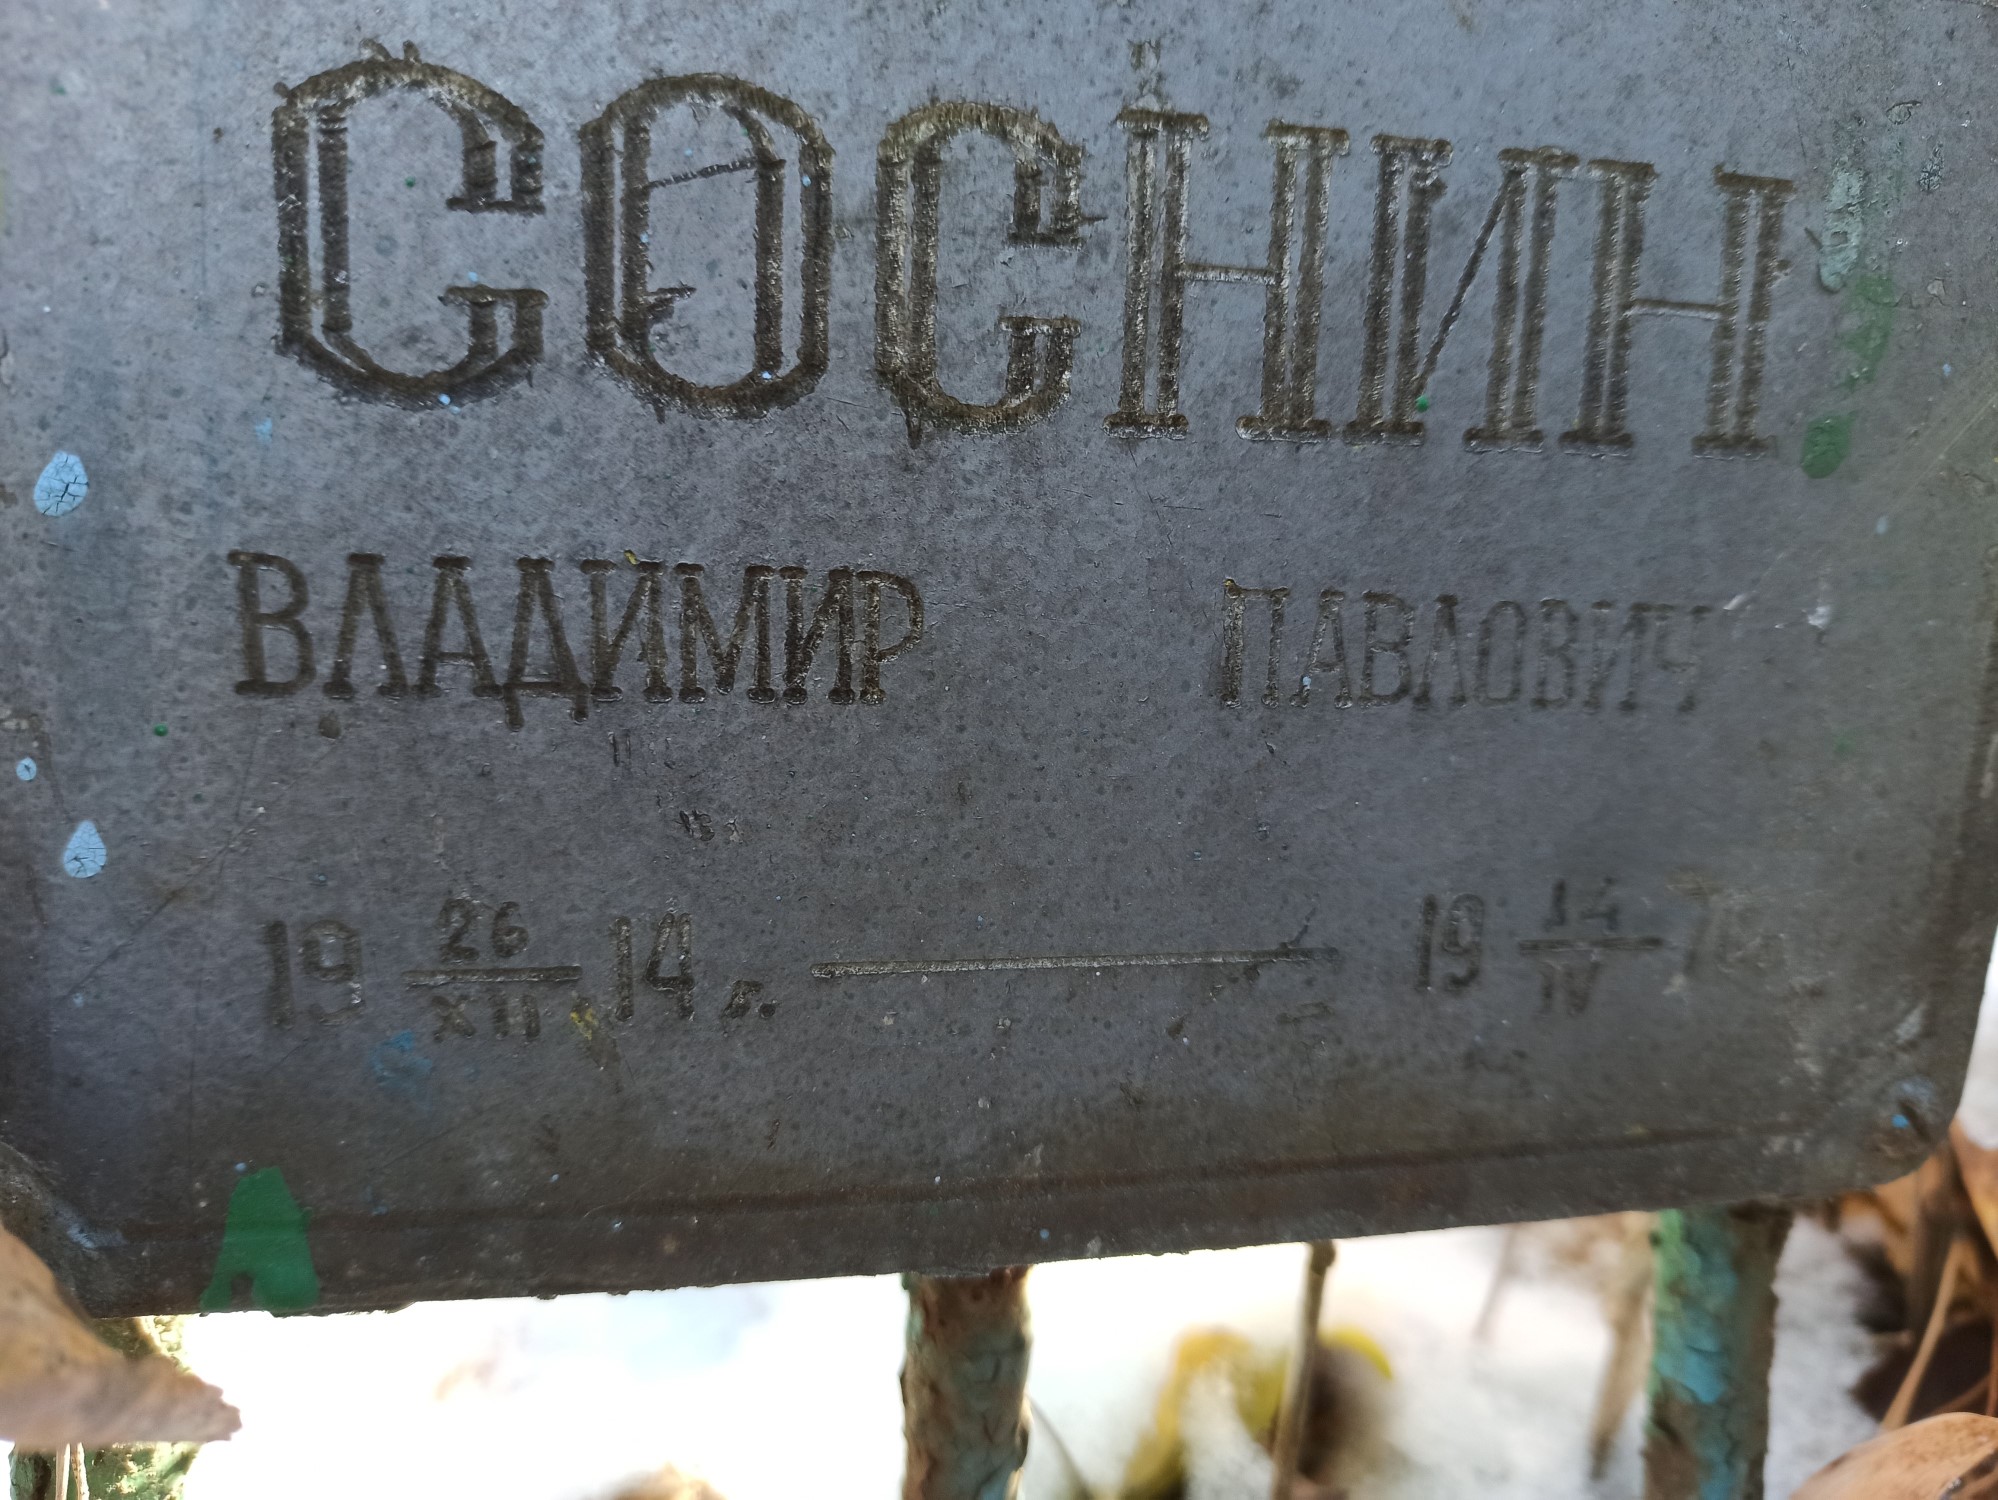 СОСНИН
ВЛАДИМИР ПАВЛОВИЧ
19 26/XII 14 г. — 19 14/IV